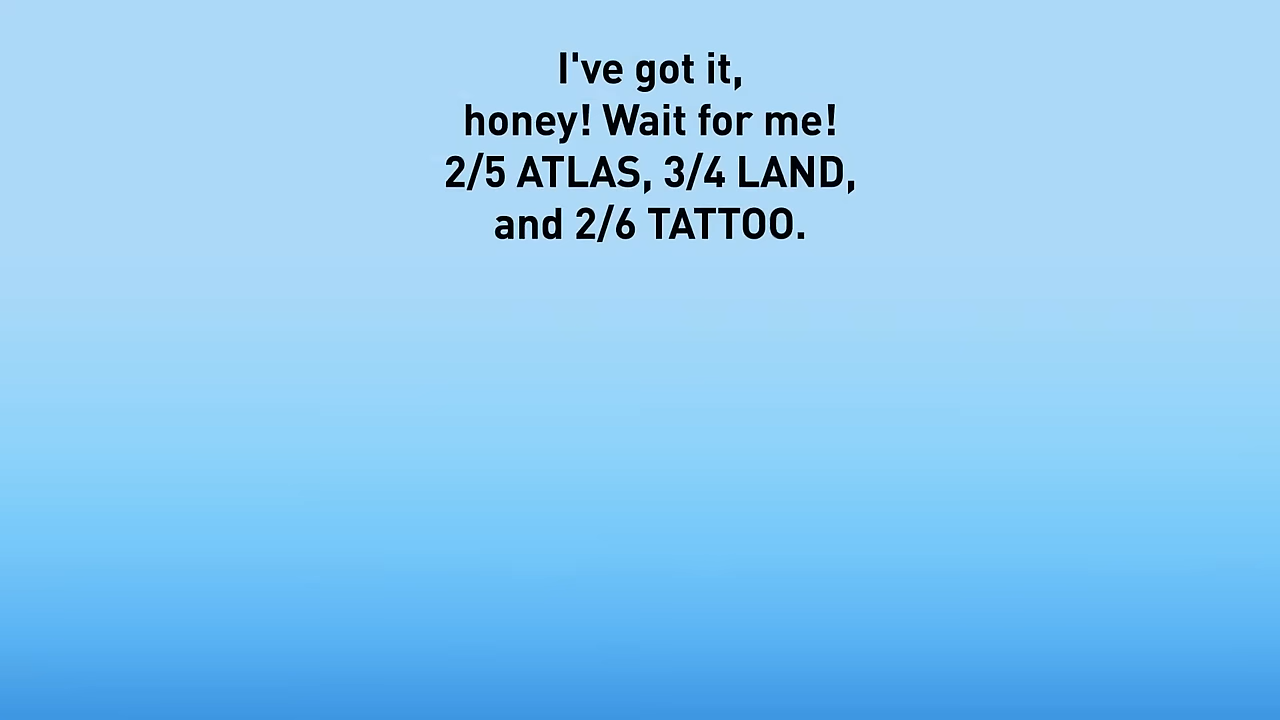 I've got it,
honey! Wait for me!
2/5 ATLAS, 3/4 LAND,
and 2/6 TATTOO.